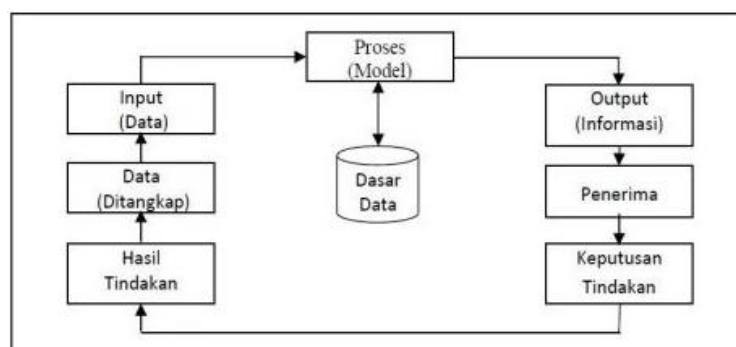 Proses
(Model)
Input
(Data)
Output
(Informasi)
Data
(Ditangkap)
Dasar
Data
Penerima
Hasil
Tindakan
Keputusan
Tindakan